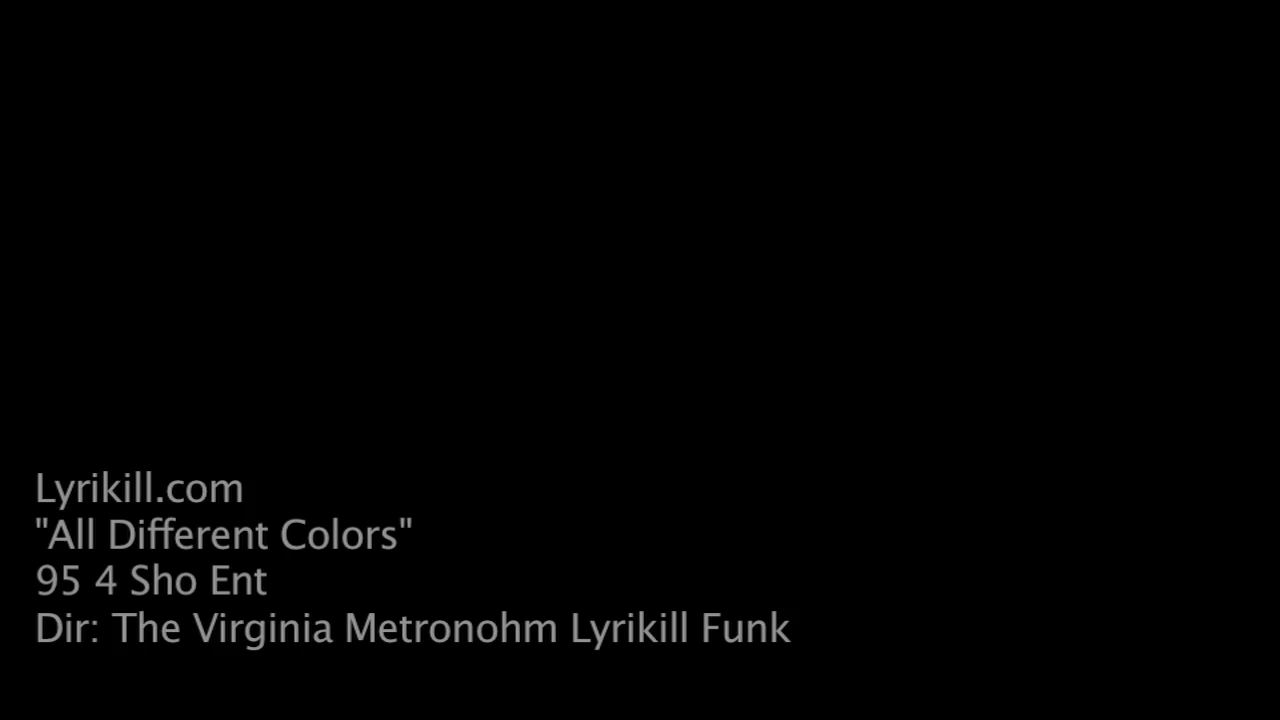 Lyrikill.com
"All Different Colors"
95 4 Sho Ent
Dir: The Virginia Metronohm Lyrikill Funk